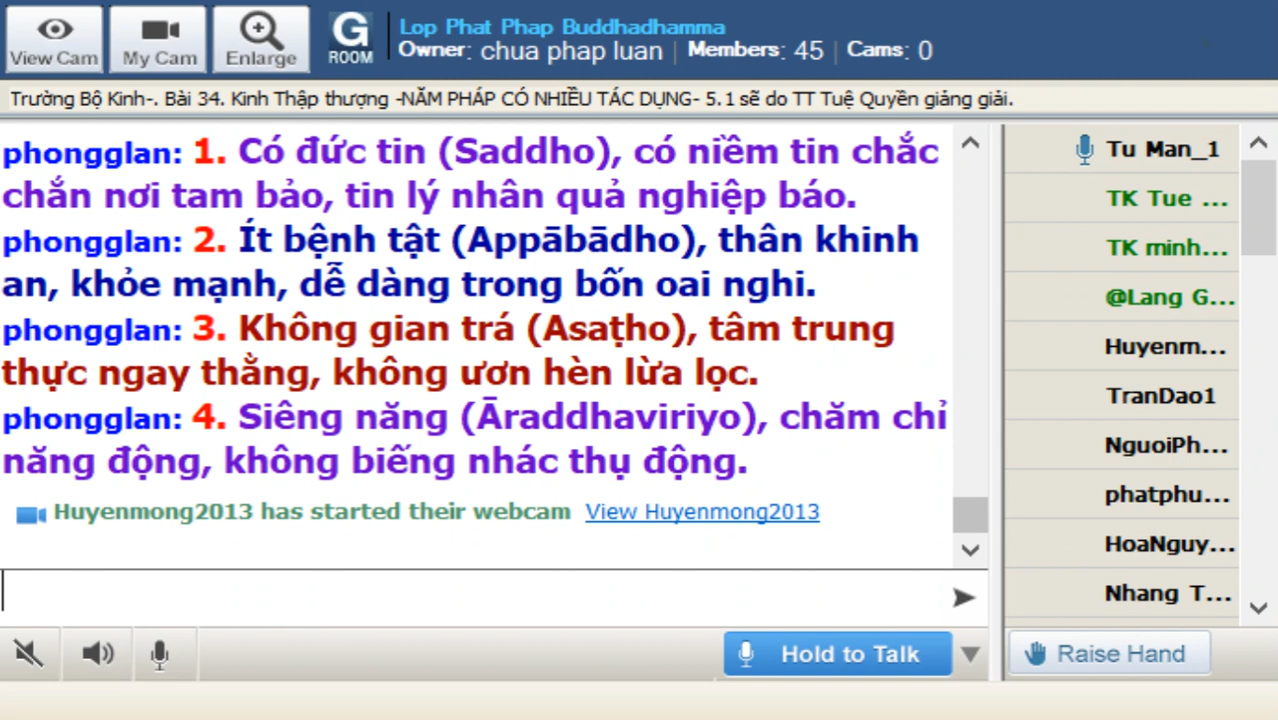 Lop Phat Phap Buddhadhamma
Owner: chua phap luan | Members: 45 | Cams: 0
View Cam
My Cam
Enlarge
G ROOM
Trường Bộ Kinh-. Bài 34. Kinh Thập thượng -NĂM PHÁP CÓ NHIỀU TÁC DỤNG- 5.1 sẽ do TT Tuệ Quyền giảng giải.
phongglan: 1. Có đức tin (Saddho), có niềm tin chắc
chắn nơi tam bảo, tin lý nhân quả nghiệp báo.
phongglan: 2. Ít bệnh tật (Appābādho), thân khinh
an, khỏe mạnh, dễ dàng trong bốn oai nghi.
phongglan: 3. Không gian trá (Asaṭho), tâm trung
thực ngay thẳng, không ươn hèn lừa lọc.
phongglan: 4. Siêng năng (Āraddhaviriyo), chăm chỉ
năng động, không biếng nhác thụ động.
Huyenmong2013 has started their webcam View Huyenmong2013
Tu Man_1
TK Tue ...
TK minh...
@Lang G...
Huyenm...
TranDao1
NguoiPh...
phatphu...
HoaNguy...
Nhang T...
Hold to Talk
Raise Hand